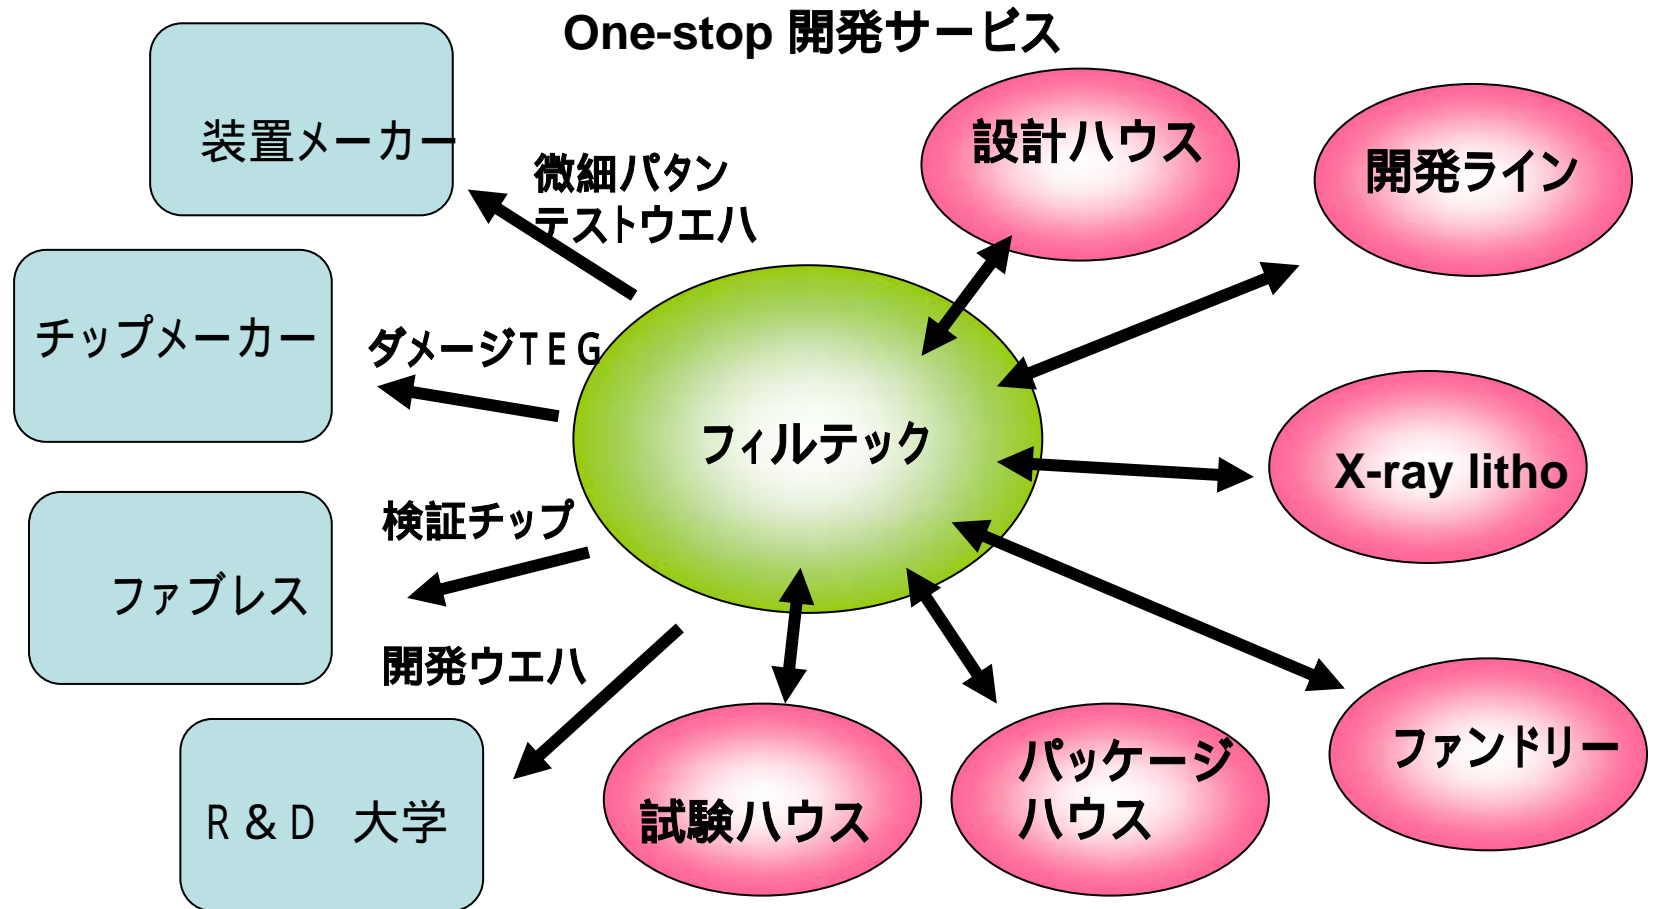 One-stop 開発サービス
装置メーカー
微細パタン
テストウエハ
設計ハウス
開発ライン
チップメーカー
ダメージTEG
フィルテック
X-ray litho
検証チップ
ファブレス
開発ウエハ
R&D 大学
試験ハウス
パッケージ
ハウス
ファンドリー